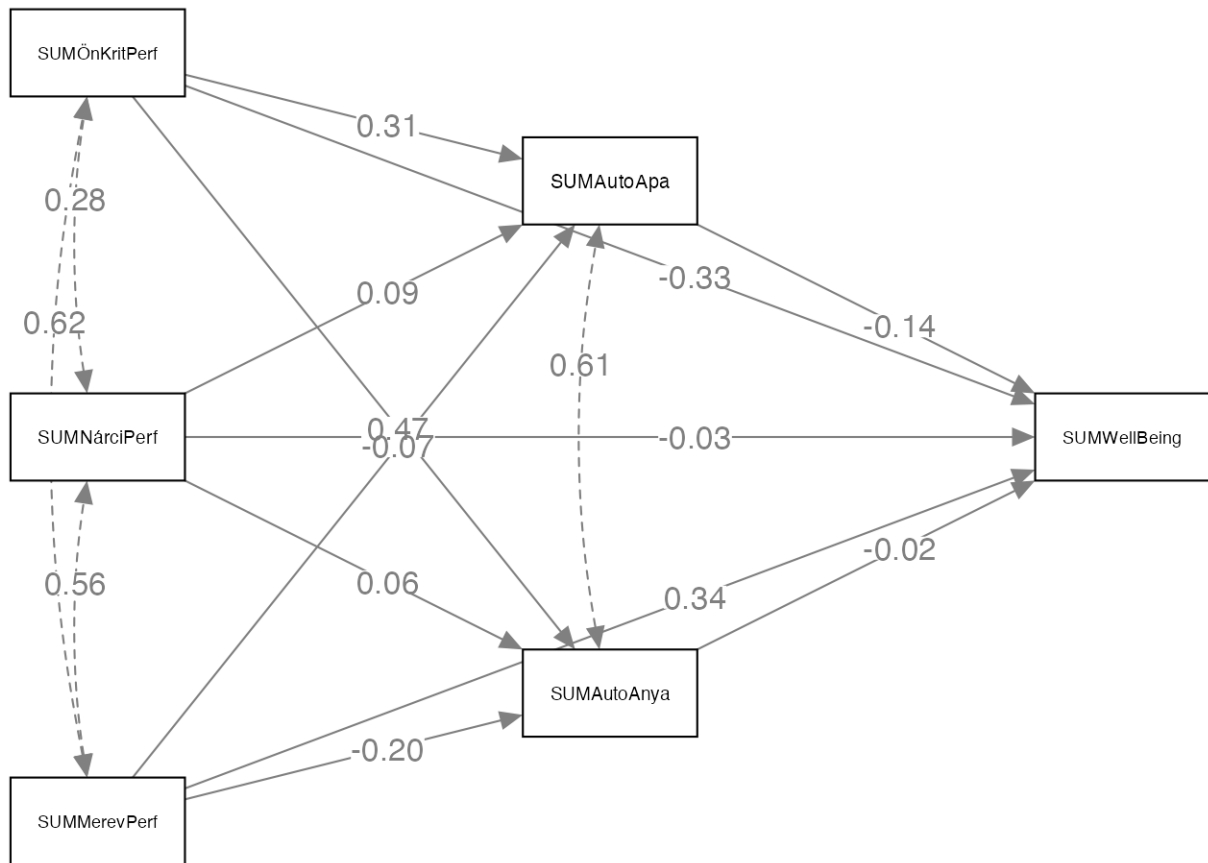 SUMÖnKritPerf
0.31
SUMAutoApa
0.28
-0.33
0.09
-0.14
0.62
0.61
0.47
-0.07
SUMNárciPerf
-0.03
SUMWellBeing
-0.02
0.56
0.06
0.34
SUMAutoAnya
-0.20
SUMMerevPerf